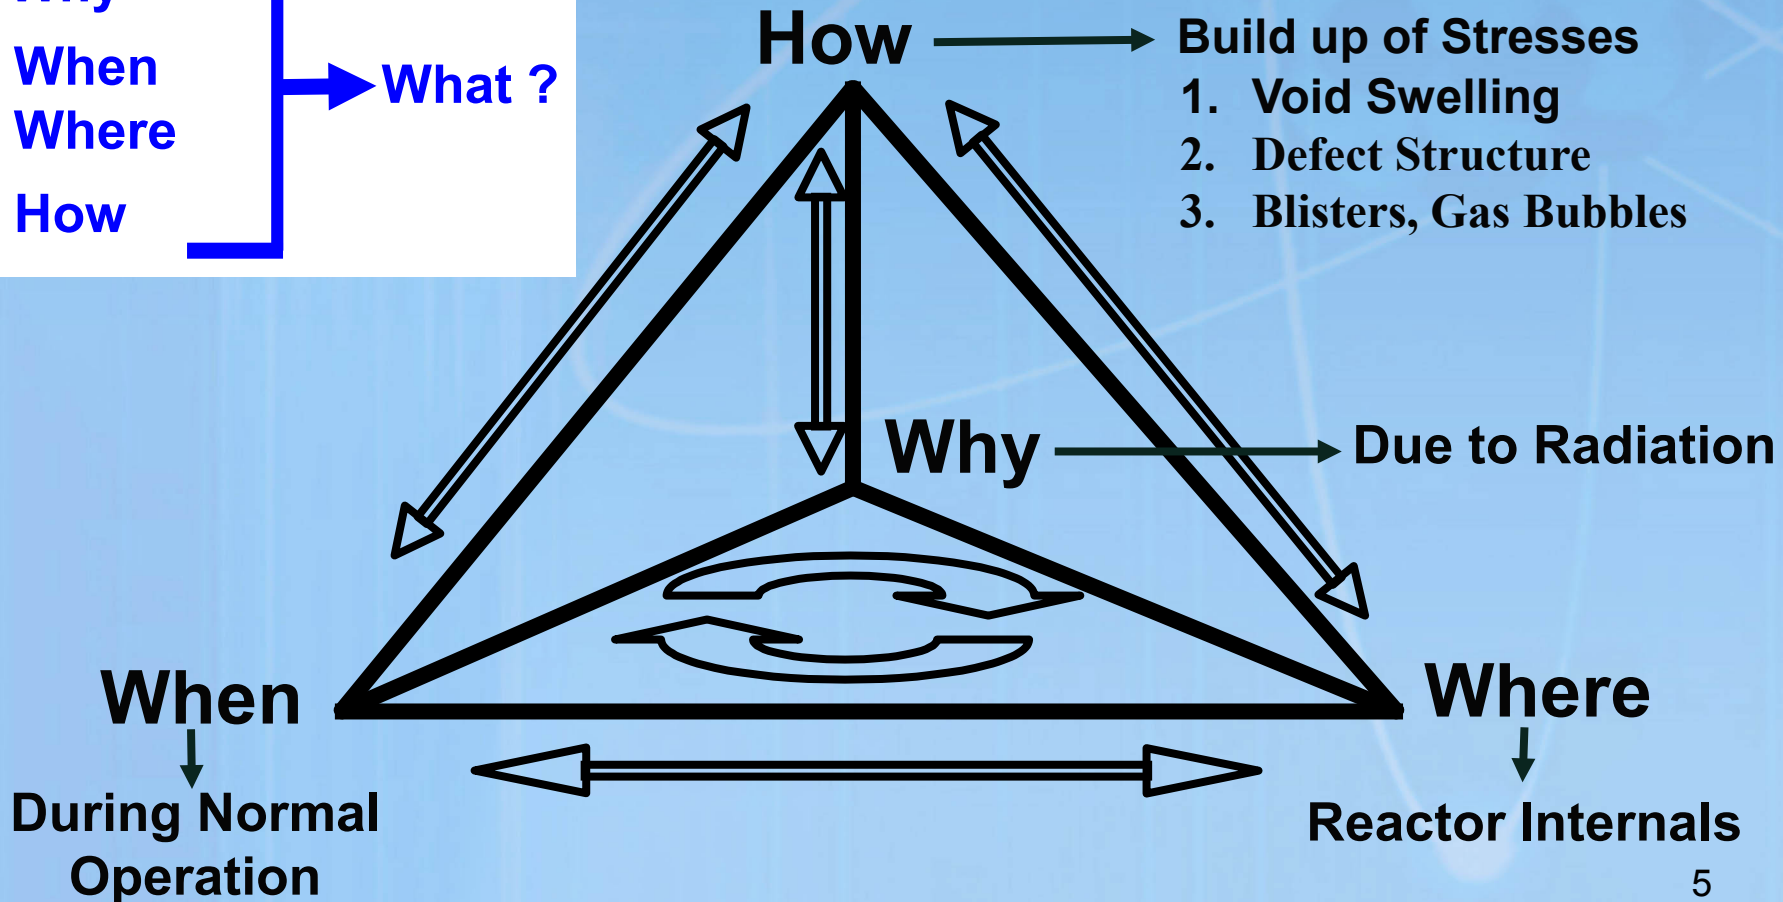 Why
When
Where
How
What ?
How
Build up of Stresses
1. Void Swelling
2. Defect Structure
3. Blisters, Gas Bubbles
Why
Due to Radiation
When
Where
During Normal
Operation
Reactor Internals
5